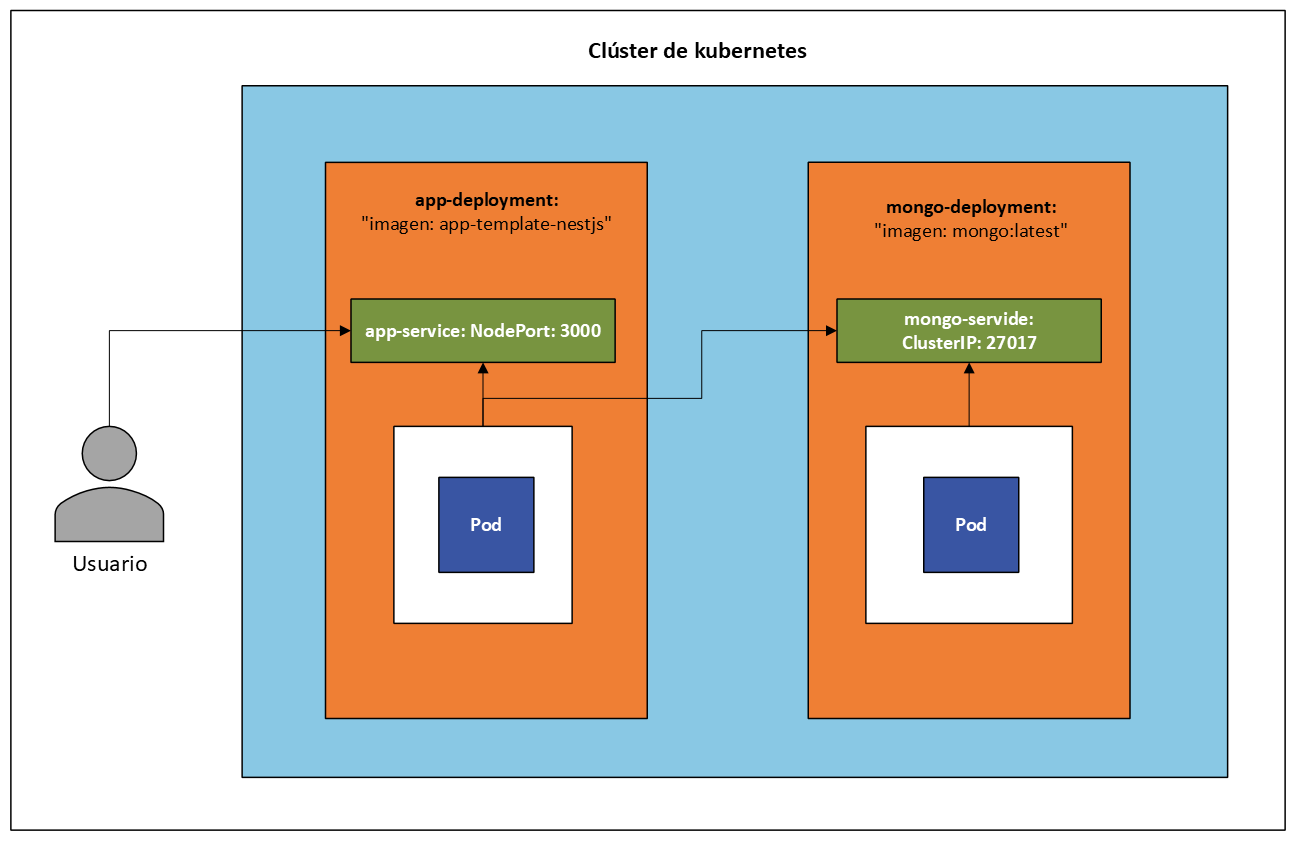 Clúster de kubernetes
app-deployment:
"imagen: app-template-nestjs"
app-service: NodePort: 3000
Pod
mongo-deployment:
"imagen: mongo:latest"
mongo-servide:
ClusterIP: 27017
Pod
Usuario